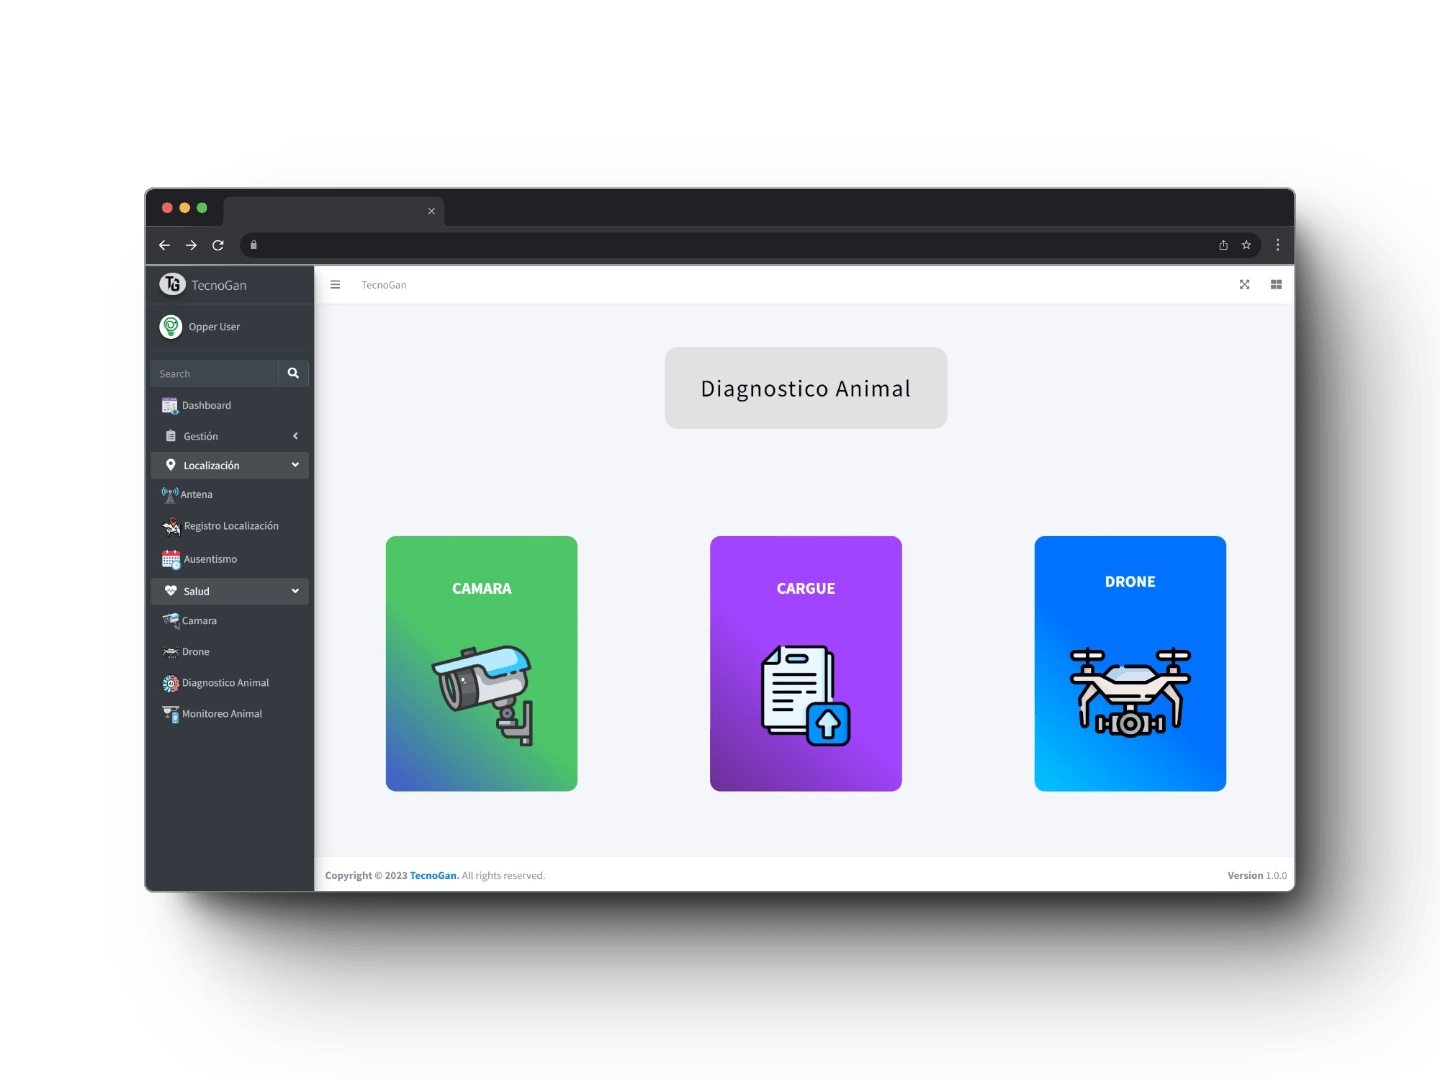 TG TecnoGan
TecnoGan
Opper User
Search
Dashboard
Gestión
Localización
Antena
Registro Localización
Ausentismo
Salud
Camara
Drone
Diagnostico Animal
Monitoreo Animal
Diagnostico Animal
CAMARA
CARGUE
DRONE
Copyright © 2023 TecnoGan. All rights reserved.
Version 1.0.0